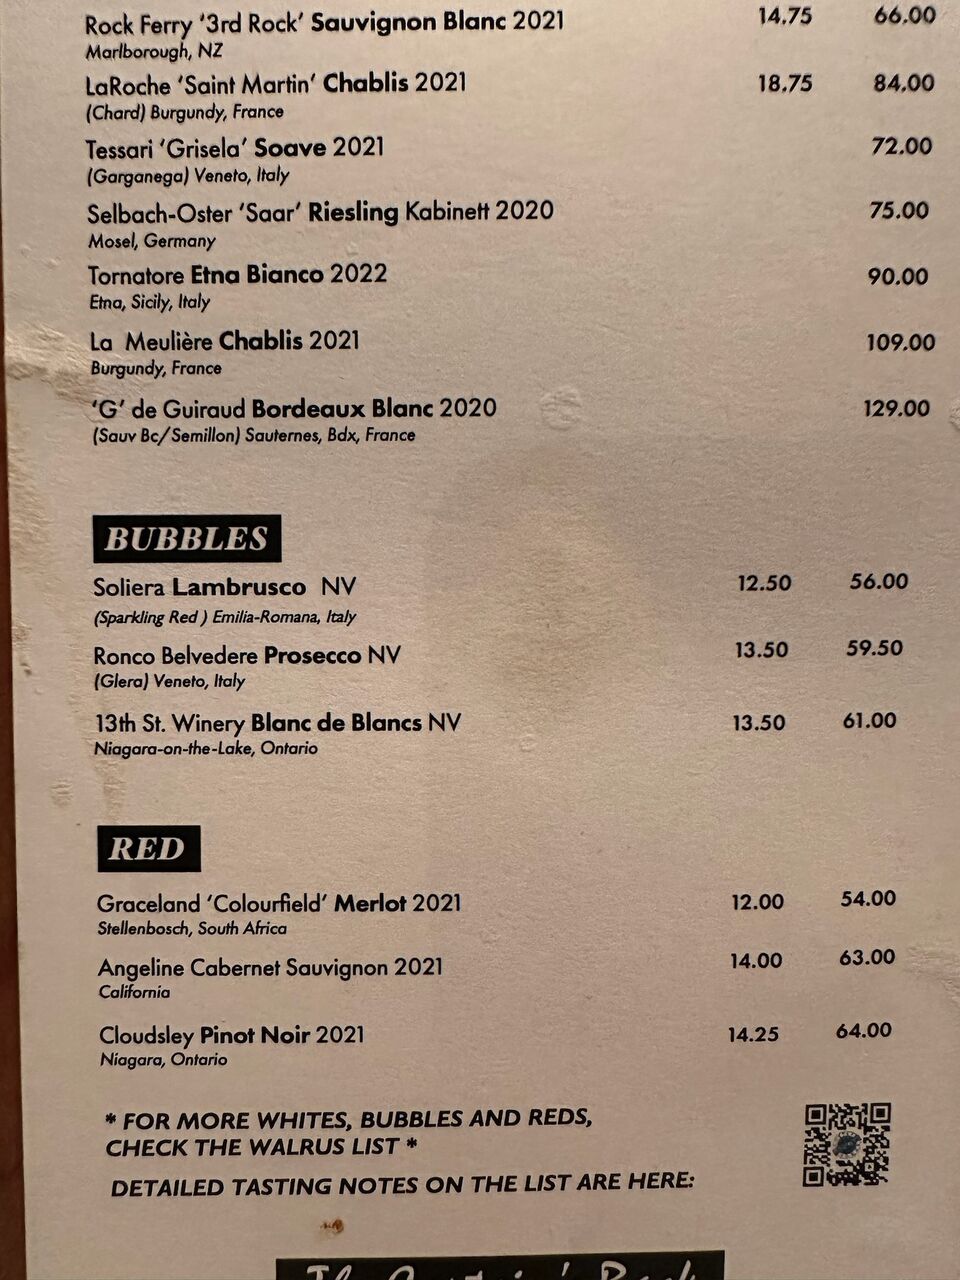 Rock Ferry ‘3rd Rock’ Sauvignon Blanc 2021 14.75 66.00
Marlborough, NZ
LaRoche ‘Saint Martin’ Chablis 2021 18.75 84.00
(Chard) Burgundy, France
Tessari ‘Grisela’ Soave 2021 72.00
(Garganega) Veneto, Italy
Selbach-Oster ‘Saar’ Riesling Kabinett 2020 75.00
Mosel, Germany
Tornatore Etna Bianco 2022 90.00
Etna, Sicily, Italy
La Meulière Chablis 2021 109.00
Burgundy, France
‘G’ de Guiraud Bordeaux Blanc 2020 129.00
(Sauv Bc/Semillon) Sauternes, Bdx, France
BUBBLES
Soliera Lambrusco NV 12.50 56.00
(Sparkling Red ) Emilia-Romana, Italy
Ronco Belvedere Prosecco NV 13.50 59.50
(Glera) Veneto, Italy
13th St. Winery Blanc de Blancs NV 13.50 61.00
Niagara-on-the-Lake, Ontario
RED
Graceland ‘Colourfield’ Merlot 2021 12.00 54.00
Stellenbosch, South Africa
Angeline Cabernet Sauvignon 2021 14.00 63.00
California
Cloudsley Pinot Noir 2021 14.25 64.00
Niagara, Ontario
* FOR MORE WHITES, BUBBLES AND REDS,
CHECK THE WALRUS LIST *
DETAILED TASTING NOTES ON THE LIST ARE HERE: